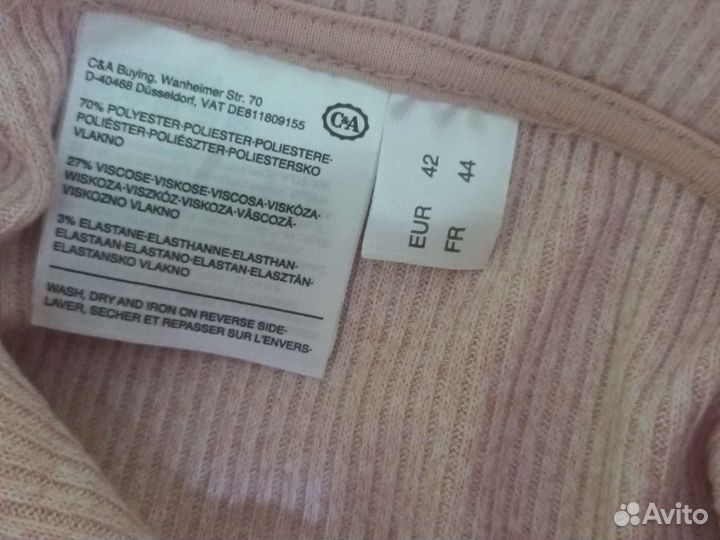 C&A Buying, Wanheimer Str. 70
D-40468 Düsseldorf, VAT DE811809155
C&A
70% POLYESTER·POLIESTER·POLIESTERE·
POLIÉSTER·POLIÉSZTER·POLIESTERSKO
VLAKNO
27% VISCOSE·VISKOSE·VISCOSA·VISKÓZA·
WISKOZA·VISZKÓZ·VISKOZA·VÂSCOZĂ·
VISKOZNO VLAKNO
3% ELASTANE·ELASTHANNE·ELASTHAN·
ELASTAAN·ELASTANO·ELASTAN·ELASZTÁN·
ELASTANSKO VLAKNO
WASH, DRY AND IRON ON REVERSE SIDE·
LAVER, SECHER ET REPASSER SUR L'ENVERS·
EUR 42
FR 44
Avito